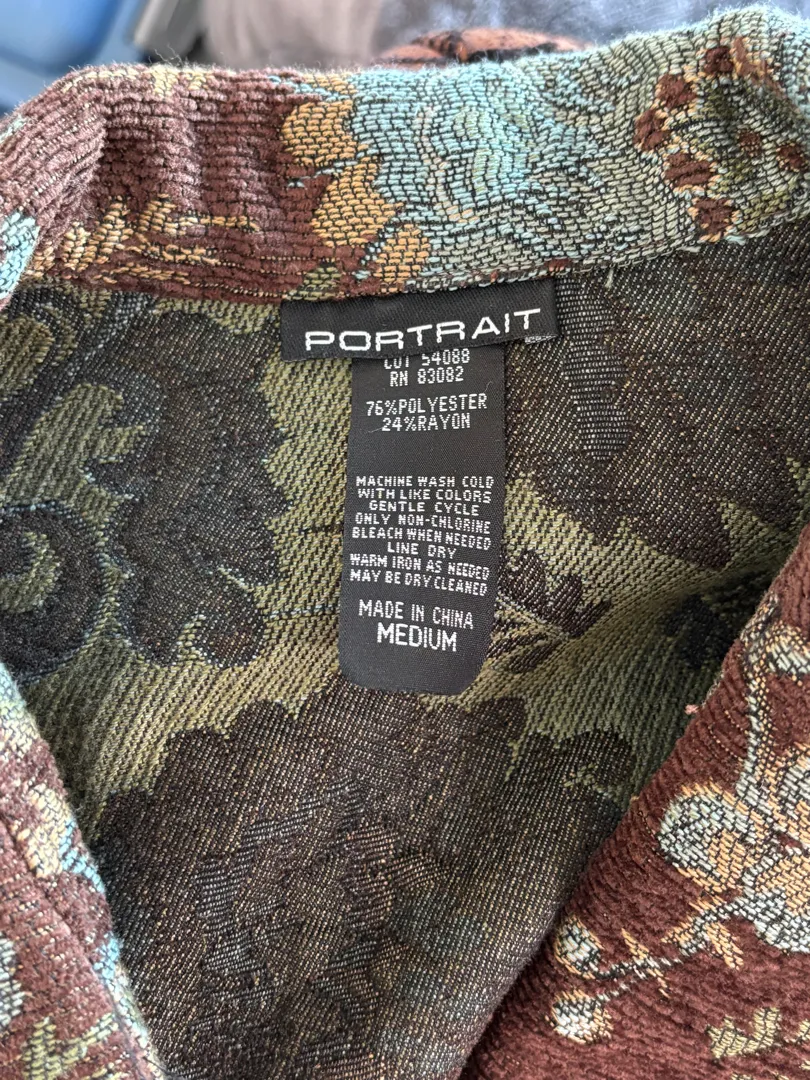 PORTRAIT
CUT 54088
RN 83082
76%POLYESTER
24%RAYON
MACHINE WASH COLD
WITH LIKE COLORS
GENTLE CYCLE
ONLY NON-CHLORINE
BLEACH WHEN NEEDED
LINE DRY
WARM IRON AS NEEDED
MAY BE DRY CLEANED
MADE IN CHINA
MEDIUM